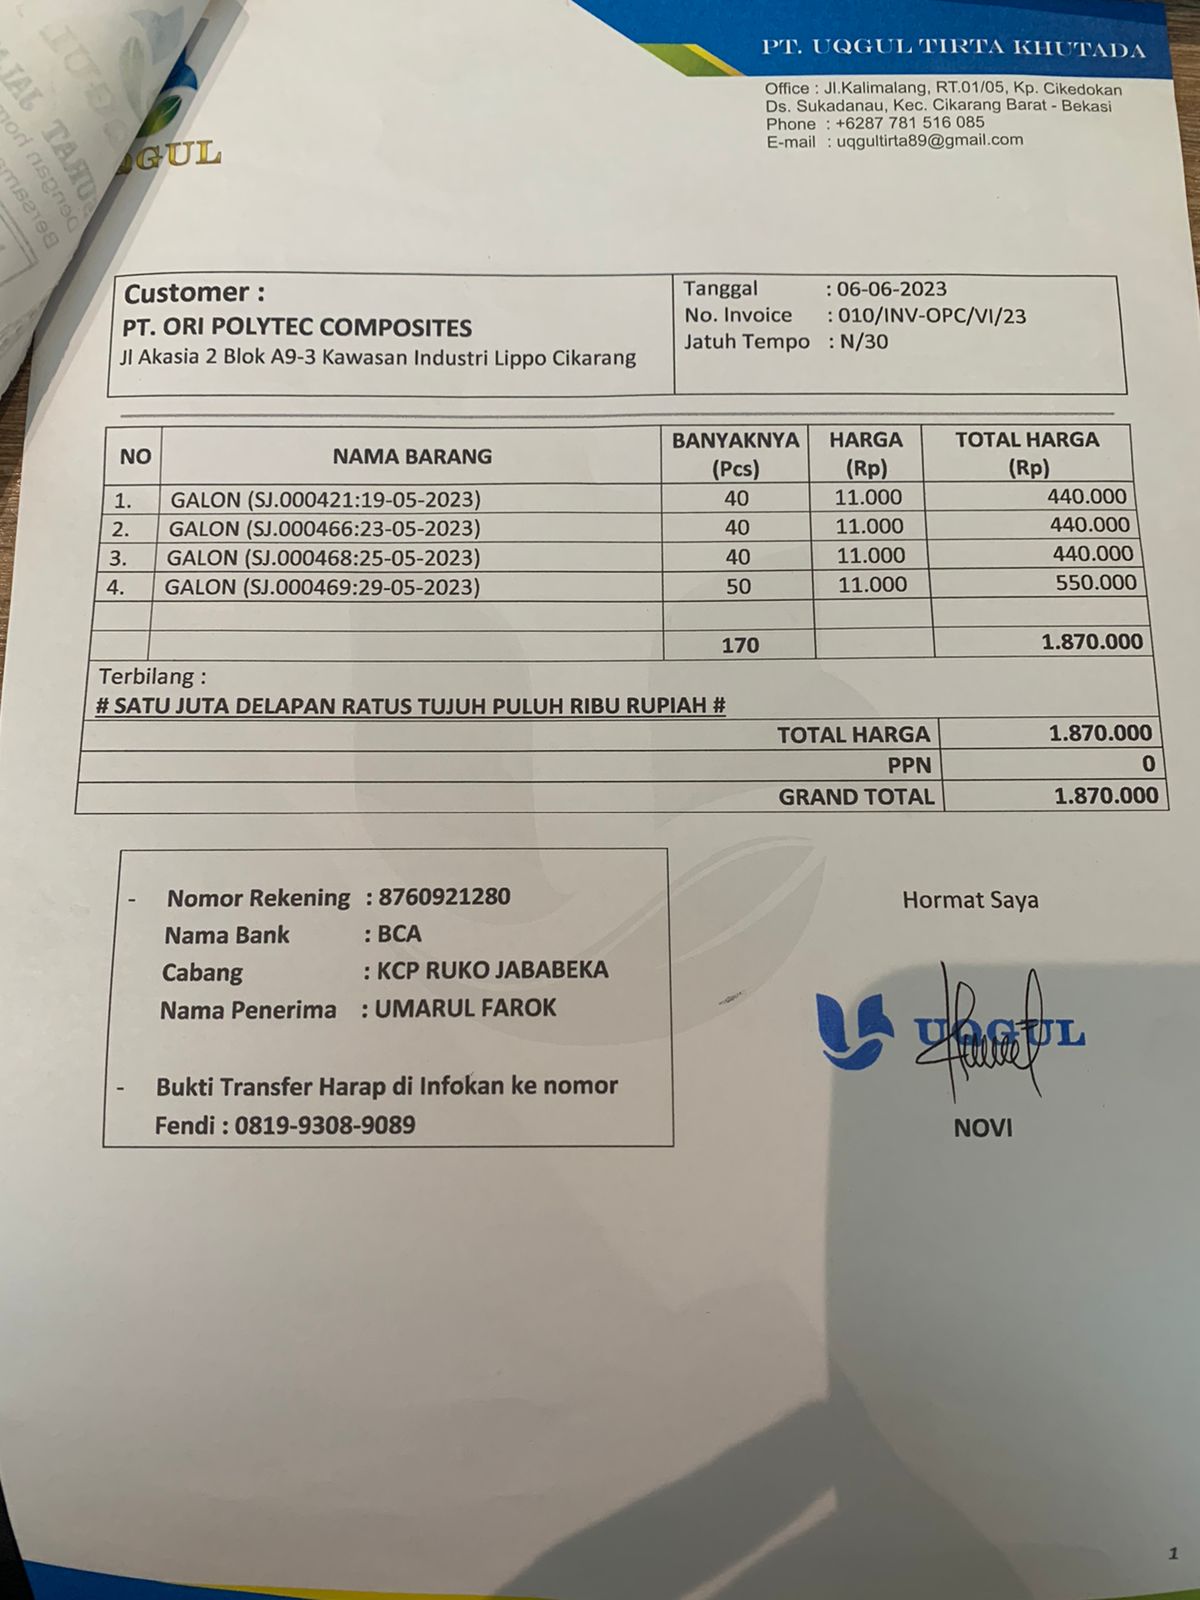 PT. UQGUL TIRTA KHUTADA
Office : Jl.Kalimalang, RT.01/05, Kp. Cikedokan
Ds. Sukadanau, Kec. Cikarang Barat - Bekasi
Phone : +6287 781 516 085
E-mail : uqgultirta89@gmail.com
Customer :
PT. ORI POLYTEC COMPOSITES
Jl Akasia 2 Blok A9-3 Kawasan Industri Lippo Cikarang
Tanggal : 06-06-2023
No. Invoice : 010/INV-OPC/VI/23
Jatuh Tempo : N/30
NO NAMA BARANG BANYAKNYA (Pcs) HARGA (Rp) TOTAL HARGA (Rp)
1. GALON (SJ.000421:19-05-2023) 40 11.000 440.000
2. GALON (SJ.000466:23-05-2023) 40 11.000 440.000
3. GALON (SJ.000468:25-05-2023) 40 11.000 440.000
4. GALON (SJ.000469:29-05-2023) 50 11.000 550.000
170 1.870.000
Terbilang :
# SATU JUTA DELAPAN RATUS TUJUH PULUH RIBU RUPIAH #
TOTAL HARGA 1.870.000
PPN 0
GRAND TOTAL 1.870.000
- Nomor Rekening : 8760921280
Nama Bank : BCA
Cabang : KCP RUKO JABABEKA
Nama Penerima : UMARUL FAROK
- Bukti Transfer Harap di Infokan ke nomor
Fendi : 0819-9308-9089
Hormat Saya
UQGUL
NOVI
1